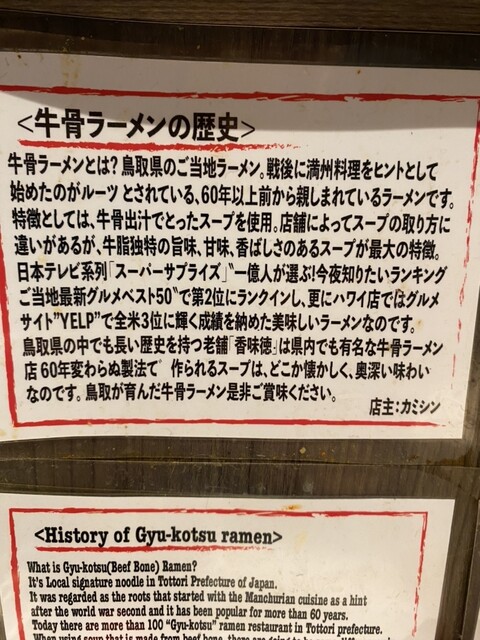 <牛骨ラーメンの歴史>
牛骨ラーメンとは?鳥取県のご当地ラーメン。戦後に満州料理をヒントとして
始めたのがルーツとされている、60年以上前から親しまれているラーメンです。
特徴としては、牛骨出汁でとったスープを使用。店舗によってスープの取り方に
違いがあるが、牛脂独特の旨味、甘味、香ばしさのあるスープが最大の特徴。
日本テレビ系列「スーパーサプライズ」"一億人が選ぶ!今夜知りたいランキング
ご当地最新グルメベスト50"で第2位にランクインし、更にハワイ店ではグルメ
サイト"YELP"で全米3位に輝く成績を納めた美味しいラーメンなのです。
鳥取県の中でも長い歴史を持つ老舗「香味徳」は県内でも有名な牛骨ラーメン
店60年変わらぬ製法で゛作られるスープは、どこか懐かしく、奥深い味わい
なのです。鳥取が育んだ牛骨ラーメン是非ご賞味ください。
店主:カミシン
<History of Gyu-kotsu ramen>
What is Gyu-kotsu(Beef Bone) Ramen?
It's Local signature noodle in Tottori Prefecture of Japan.
It was regarded as the roots that started with the Manchurian cuisine as a hint
after the world war second and it has been popular for more than 60 years.
Today there are more than 100 "Gyu-kotsu" ramen restaurant in Tottori prefecture.
When using soup that is made from beef bone, there are